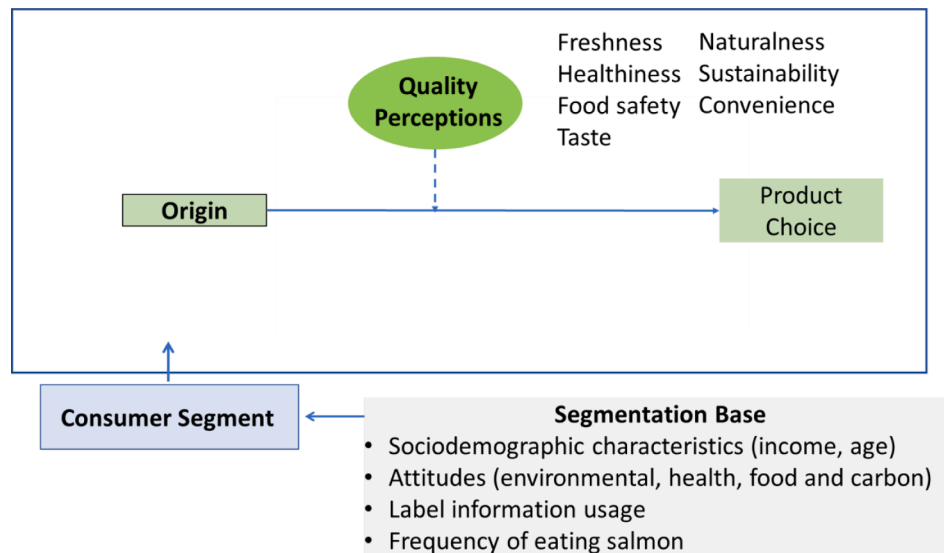 Freshness
Healthiness
Food safety
Taste
Naturalness
Sustainability
Convenience
Quality
Perceptions
Origin
Product
Choice
Consumer Segment
Segmentation Base
• Sociodemographic characteristics (income, age)
• Attitudes (environmental, health, food and carbon)
• Label information usage
• Frequency of eating salmon